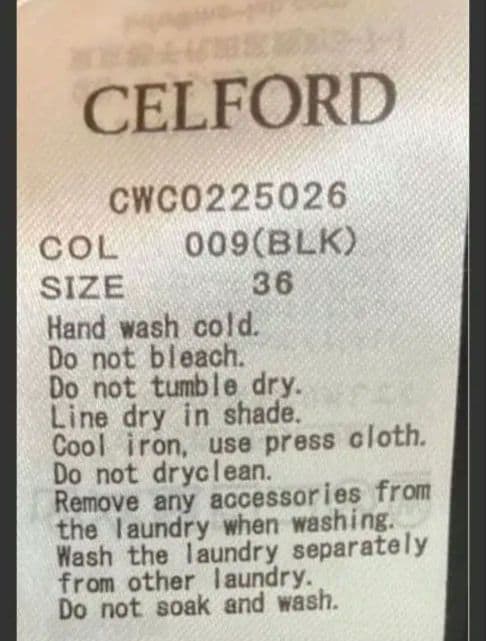 CELFORD
CWC0225026
COL 009(BLK)
SIZE 36
Hand wash cold.
Do not bleach.
Do not tumble dry.
Line dry in shade.
Cool iron, use press cloth.
Do not dryclean.
Remove any accessories from
the laundry when washing.
Wash the laundry separately
from other laundry.
Do not soak and wash.